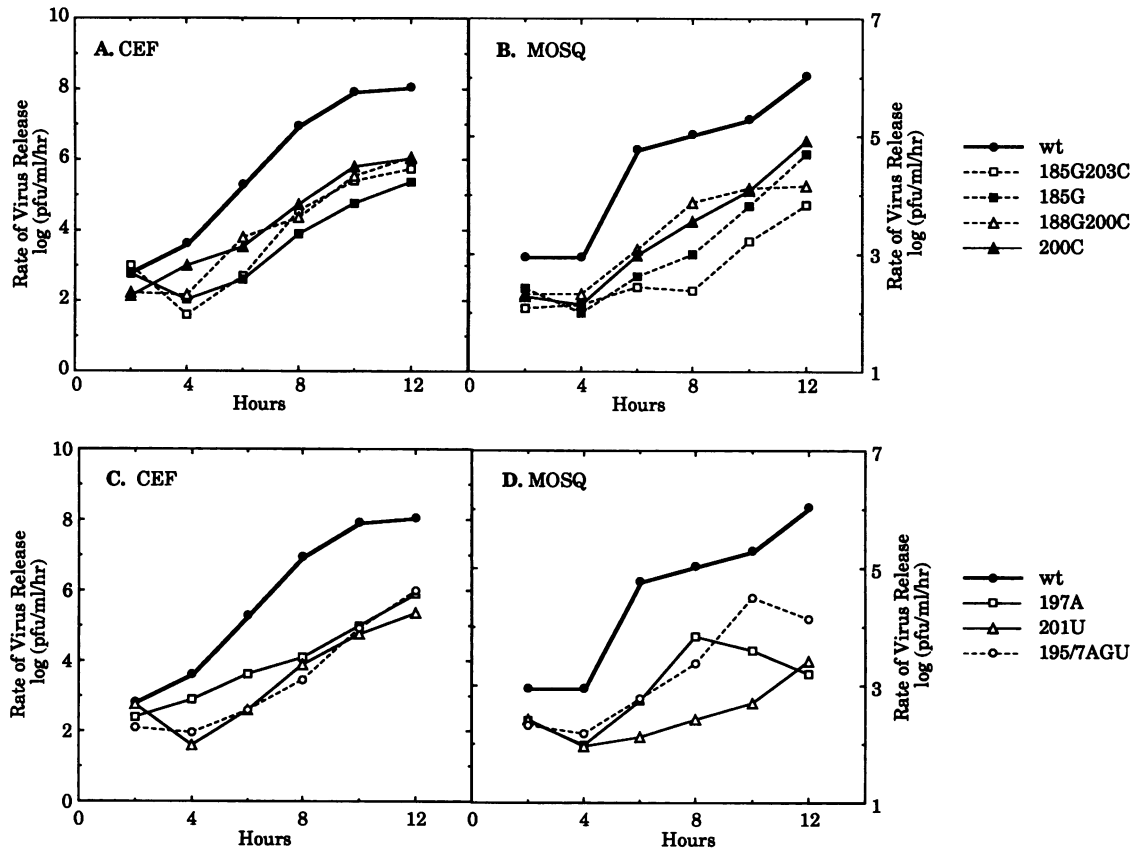 A. CEF
B. MOSQ
10
8
6
4
2
0
Rate of Virus Release
log (pfu/ml/hr)
0
4
8
12
Hours
0
4
8
12
Hours
7
5
3
1
Rate of Virus Release
log (pfu/ml/hr)
wt
185G203C
185G
188G200C
200C
C. CEF
D. MOSQ
10
8
6
4
2
0
Rate of Virus Release
log (pfu/ml/hr)
0
4
8
12
Hours
0
4
8
12
Hours
7
5
3
1
Rate of Virus Release
log (pfu/ml/hr)
wt
197A
201U
195/7AGU